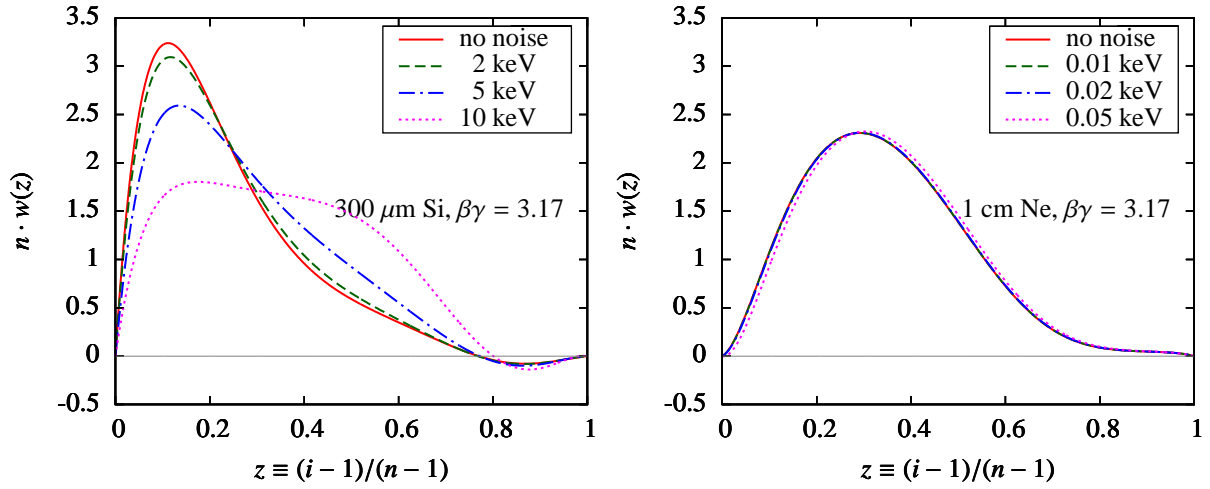 3.5
3
2.5
2
1.5
1
0.5
0
-0.5
n · w(z)
no noise
2 keV
5 keV
10 keV
300 μm Si, βγ = 3.17
0 0.2 0.4 0.6 0.8 1
z ≡ (i − 1)/(n − 1)
3.5
3
2.5
2
1.5
1
0.5
0
-0.5
n · w(z)
no noise
0.01 keV
0.02 keV
0.05 keV
1 cm Ne, βγ = 3.17
0 0.2 0.4 0.6 0.8 1
z ≡ (i − 1)/(n − 1)